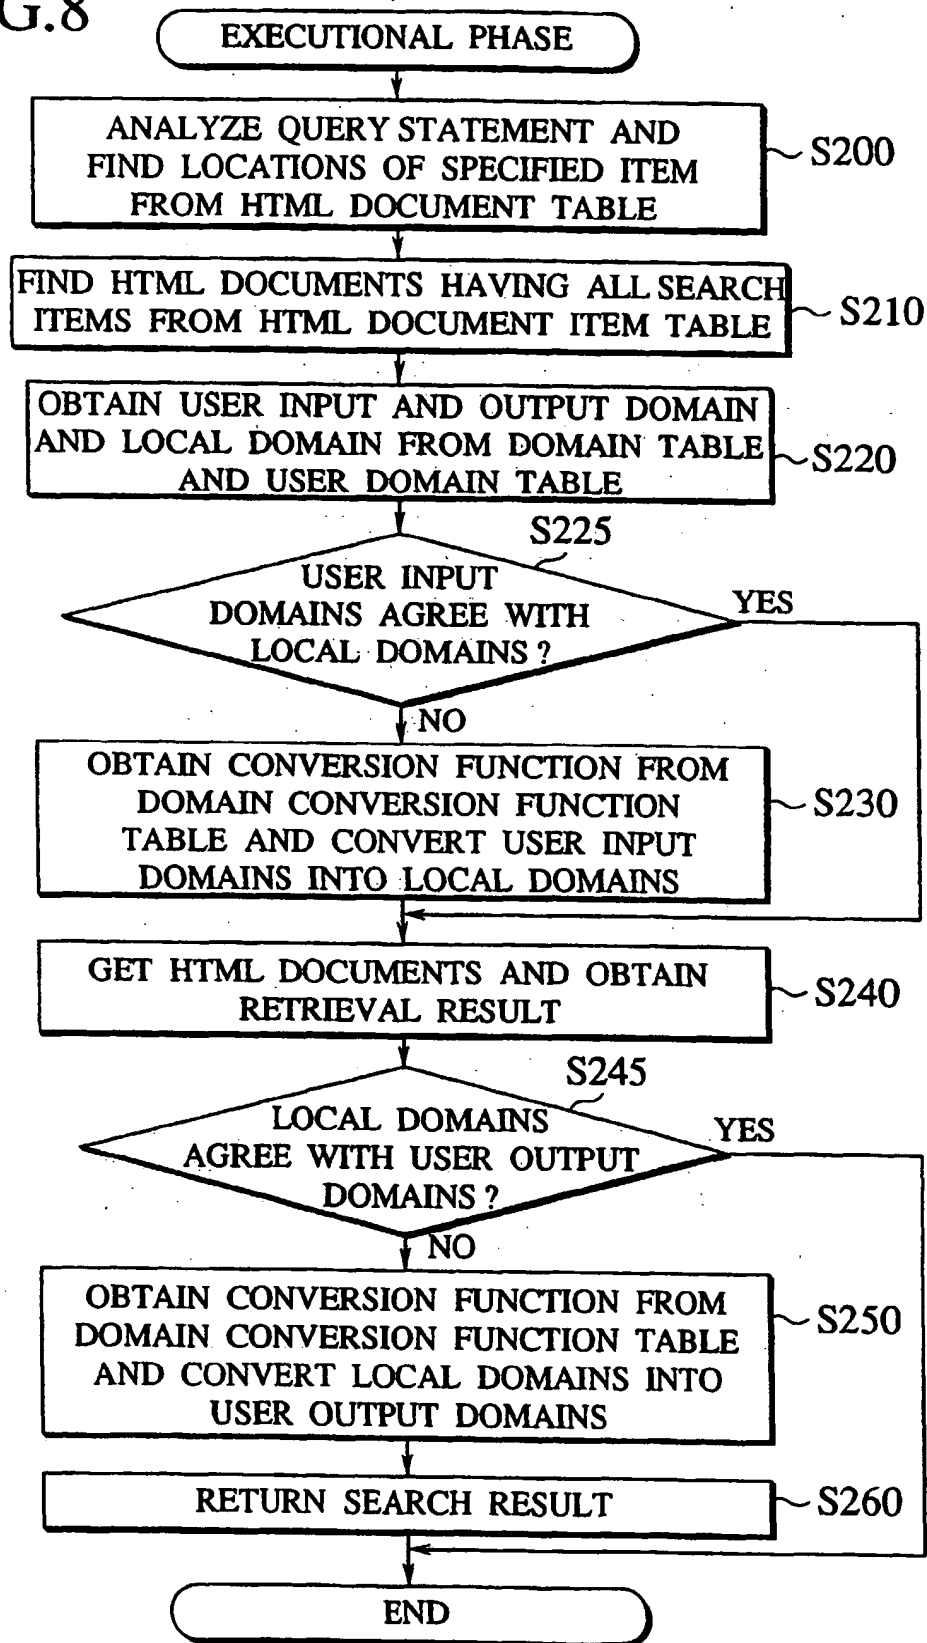 G.8
EXECUTIONAL PHASE
ANALYZE QUERY STATEMENT AND
FIND LOCATIONS OF SPECIFIED ITEM
FROM HTML DOCUMENT TABLE
S200
FIND HTML DOCUMENTS HAVING ALL SEARCH
ITEMS FROM HTML DOCUMENT ITEM TABLE
S210
OBTAIN USER INPUT AND OUTPUT DOMAIN
AND LOCAL DOMAIN FROM DOMAIN TABLE
AND USER DOMAIN TABLE
S220
S225
USER INPUT
DOMAINS AGREE WITH
LOCAL DOMAINS ?
YES
NO
OBTAIN CONVERSION FUNCTION FROM
DOMAIN CONVERSION FUNCTION
TABLE AND CONVERT USER INPUT
DOMAINS INTO LOCAL DOMAINS
S230
GET HTML DOCUMENTS AND OBTAIN
RETRIEVAL RESULT
S240
S245
LOCAL DOMAINS
AGREE WITH USER OUTPUT
DOMAINS ?
YES
NO
OBTAIN CONVERSION FUNCTION FROM
DOMAIN CONVERSION FUNCTION TABLE
AND CONVERT LOCAL DOMAINS INTO
USER OUTPUT DOMAINS
S250
RETURN SEARCH RESULT
S260
END